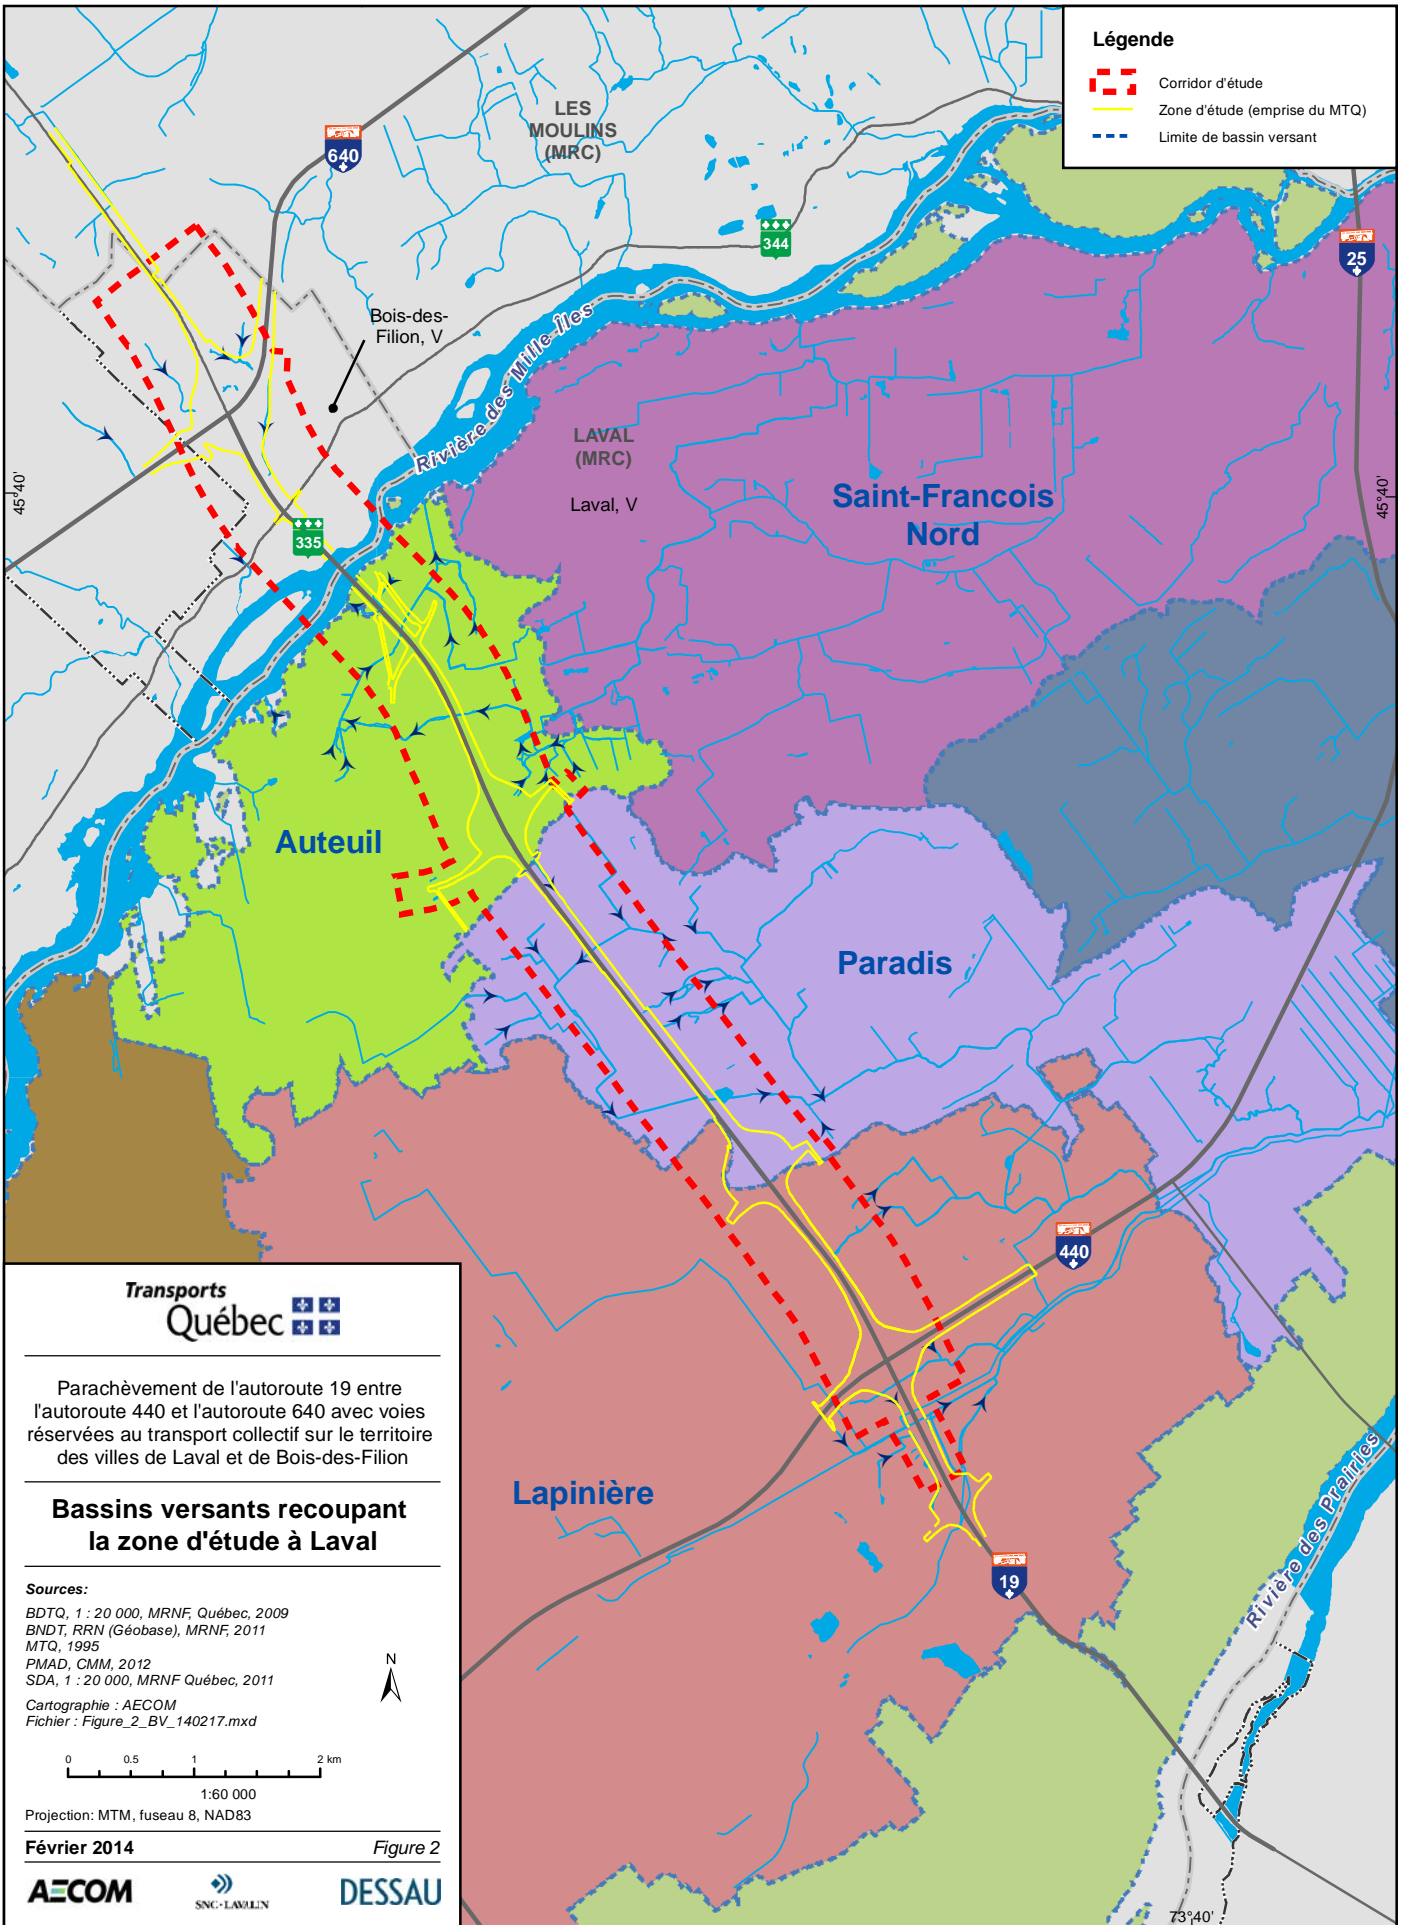 Légende
Corridor d'étude
Zone d'étude (emprise du MTQ)
Limite de bassin versant
LES
MOULINS
(MRC)
640
344
25
Bois-des-
Filion, V
Rivière des Mille-Îles
LAVAL
(MRC)
Laval, V
45°40'
45°40'
Saint-Francois
Nord
335
Auteuil
Paradis
440
Lapinière
19
Rivière des Prairies
73°40'
Transports
Québec
Parachèvement de l'autoroute 19 entre
l'autoroute 440 et l'autoroute 640 avec voies
réservées au transport collectif sur le territoire
des villes de Laval et de Bois-des-Filion
Bassins versants recoupant
la zone d'étude à Laval
Sources:
BDTQ, 1 : 20 000, MRNF, Québec, 2009
BNDT, RRN (Géobase), MRNF, 2011
MTQ, 1995
PMAD, CMM, 2012
SDA, 1 : 20 000, MRNF Québec, 2011
Cartographie : AECOM
Fichier : Figure_2_BV_140217.mxd
N
0 0.5 1 2 km
1:60 000
Projection: MTM, fuseau 8, NAD83
Février 2014 Figure 2
AECOM SNC•LAVALIN DESSAU